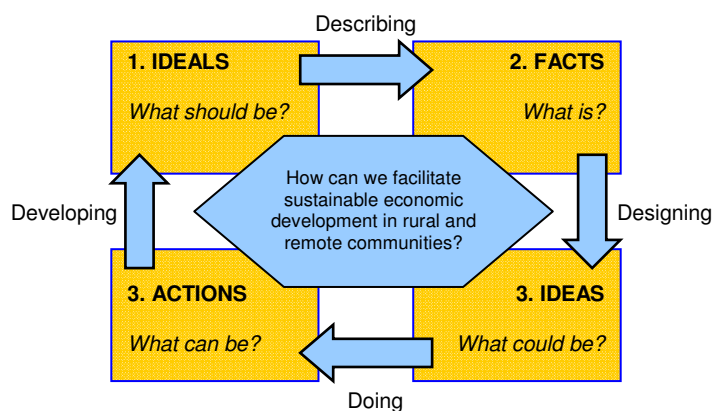 Describing
1. IDEALS
What should be?
2. FACTS
What is?
How can we facilitate
sustainable economic
development in rural and
remote communities?
Developing
Designing
3. ACTIONS
What can be?
3. IDEAS
What could be?
Doing